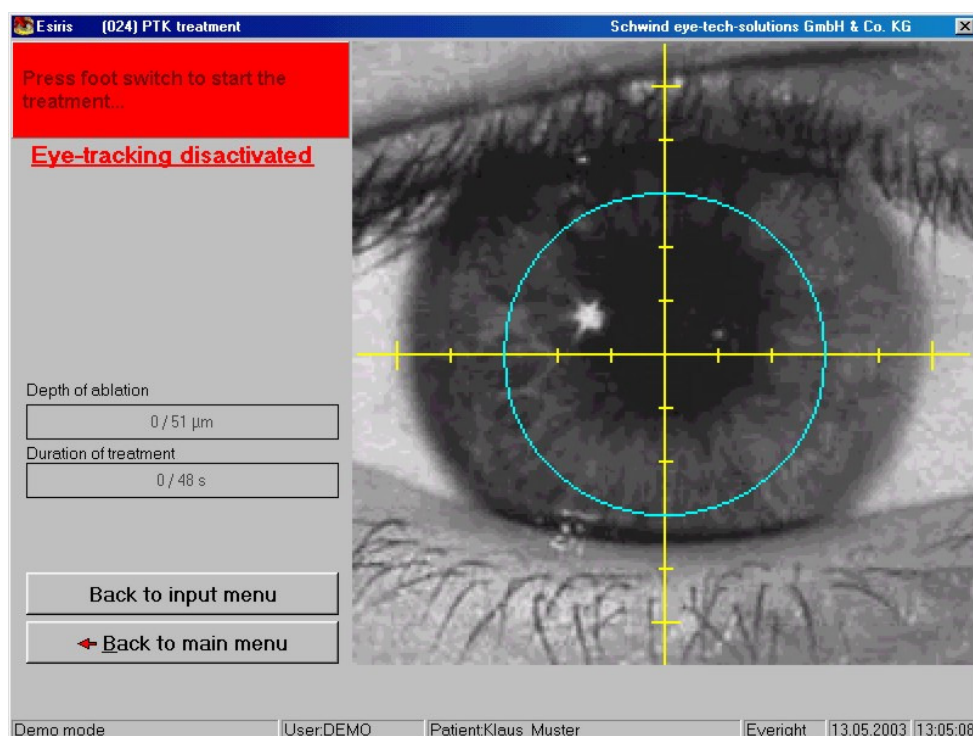 Esiris (024) PTK treatment Schwind eye-tech-solutions GmbH & Co. KG
Press foot switch to start the
treatment...
Eye-tracking disactivated
Depth of ablation
0 / 51 µm
Duration of treatment
0 / 48 s
Back to input menu
Back to main menu
Demo mode User:DEMO Patient:Klaus Muster Eye:right 13.05.2003 13:05:08